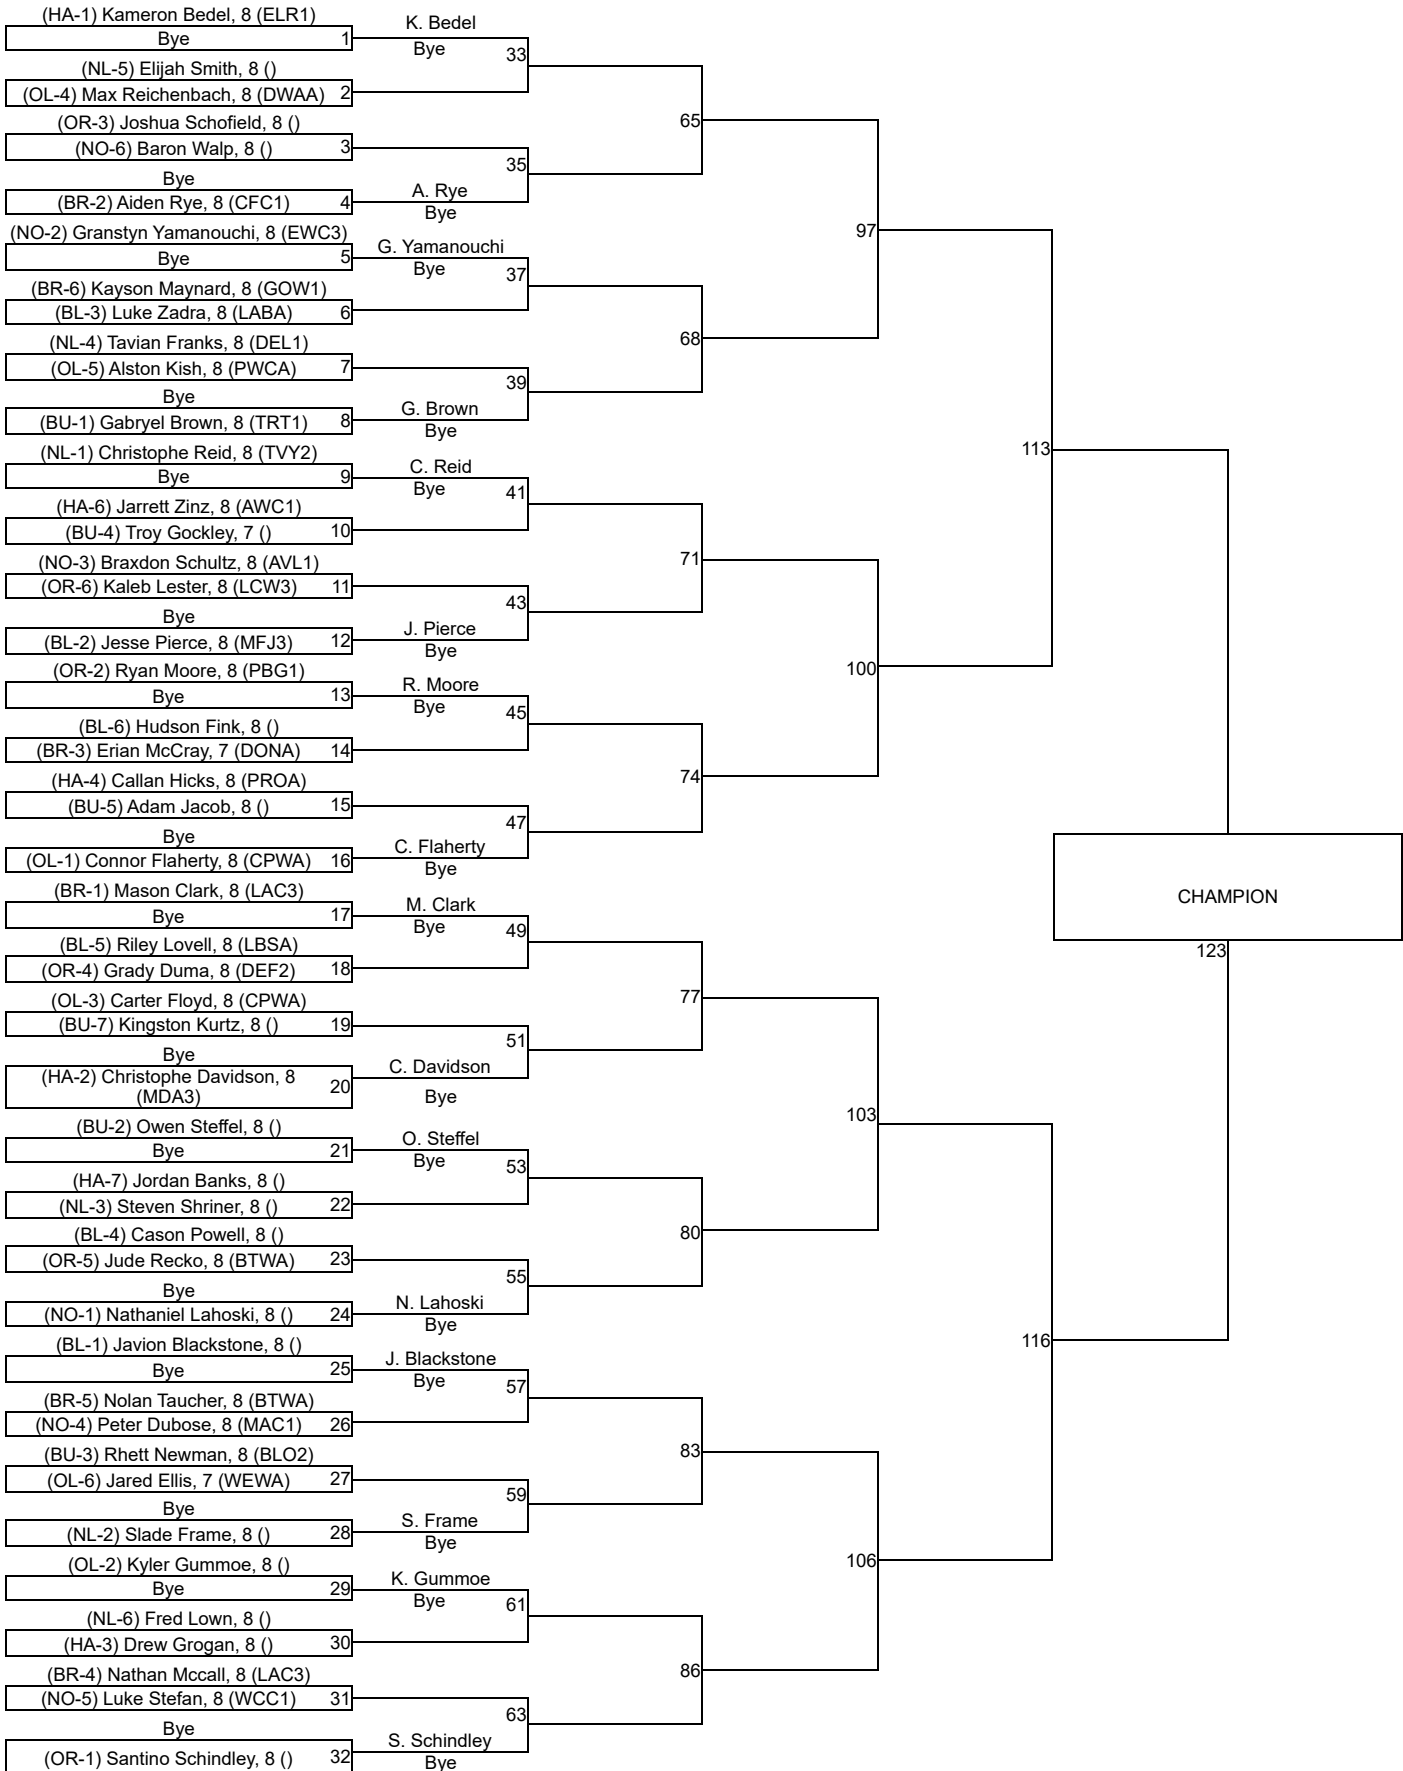 (HA-1) Kameron Bedel, 8 (ELR1)
Bye 1
K. Bedel
Bye 33
(NL-5) Elijah Smith, 8 ()
(OL-4) Max Reichenbach, 8 (DWAA) 2
65
(OR-3) Joshua Schofield, 8 ()
(NO-6) Baron Walp, 8 () 3
35
Bye
(BR-2) Aiden Rye, 8 (CFC1) 4
A. Rye
Bye
97
(NO-2) Granstyn Yamanouchi, 8 (EWC3)
Bye 5
G. Yamanouchi
Bye 37
(BR-6) Kayson Maynard, 8 (GOW1)
(BL-3) Luke Zadra, 8 (LABA) 6
68
(NL-4) Tavian Franks, 8 (DEL1)
(OL-5) Alston Kish, 8 (PWCA) 7
39
Bye
(BU-1) Gabryel Brown, 8 (TRT1) 8
G. Brown
Bye
113
(NL-1) Christophe Reid, 8 (TVY2)
Bye 9
C. Reid
Bye 41
(HA-6) Jarrett Zinz, 8 (AWC1)
(BU-4) Troy Gockley, 7 () 10
71
(NO-3) Braxdon Schultz, 8 (AVL1)
(OR-6) Kaleb Lester, 8 (LCW3) 11
43
Bye
(BL-2) Jesse Pierce, 8 (MFJ3) 12
J. Pierce
Bye
100
(OR-2) Ryan Moore, 8 (PBG1)
Bye 13
R. Moore
Bye 45
(BL-6) Hudson Fink, 8 ()
(BR-3) Erian McCray, 7 (DONA) 14
74
(HA-4) Callan Hicks, 8 (PROA)
(BU-5) Adam Jacob, 8 () 15
47
Bye
(OL-1) Connor Flaherty, 8 (CPWA) 16
C. Flaherty
Bye
CHAMPION
123
(BR-1) Mason Clark, 8 (LAC3)
Bye 17
M. Clark
Bye 49
(BL-5) Riley Lovell, 8 (LBSA)
(OR-4) Grady Duma, 8 (DEF2) 18
77
(OL-3) Carter Floyd, 8 (CPWA)
(BU-7) Kingston Kurtz, 8 () 19
51
Bye
(HA-2) Christophe Davidson, 8
(MDA3) 20
C. Davidson
Bye
103
(BU-2) Owen Steffel, 8 ()
Bye 21
O. Steffel
Bye 53
(HA-7) Jordan Banks, 8 ()
(NL-3) Steven Shriner, 8 () 22
80
(BL-4) Cason Powell, 8 ()
(OR-5) Jude Recko, 8 (BTWA) 23
55
Bye
(NO-1) Nathaniel Lahoski, 8 () 24
N. Lahoski
Bye
116
(BL-1) Javion Blackstone, 8 ()
Bye 25
J. Blackstone
Bye 57
(BR-5) Nolan Taucher, 8 (BTWA)
(NO-4) Peter Dubose, 8 (MAC1) 26
83
(BU-3) Rhett Newman, 8 (BLO2)
(OL-6) Jared Ellis, 7 (WEWA) 27
59
Bye
(NL-2) Slade Frame, 8 () 28
S. Frame
Bye
106
(OL-2) Kyler Gummoe, 8 ()
Bye 29
K. Gummoe
Bye 61
(NL-6) Fred Lown, 8 ()
(HA-3) Drew Grogan, 8 () 30
86
(BR-4) Nathan Mccall, 8 (LAC3)
(NO-5) Luke Stefan, 8 (WCC1) 31
63
Bye
(OR-1) Santino Schindley, 8 () 32
S. Schindley
Bye